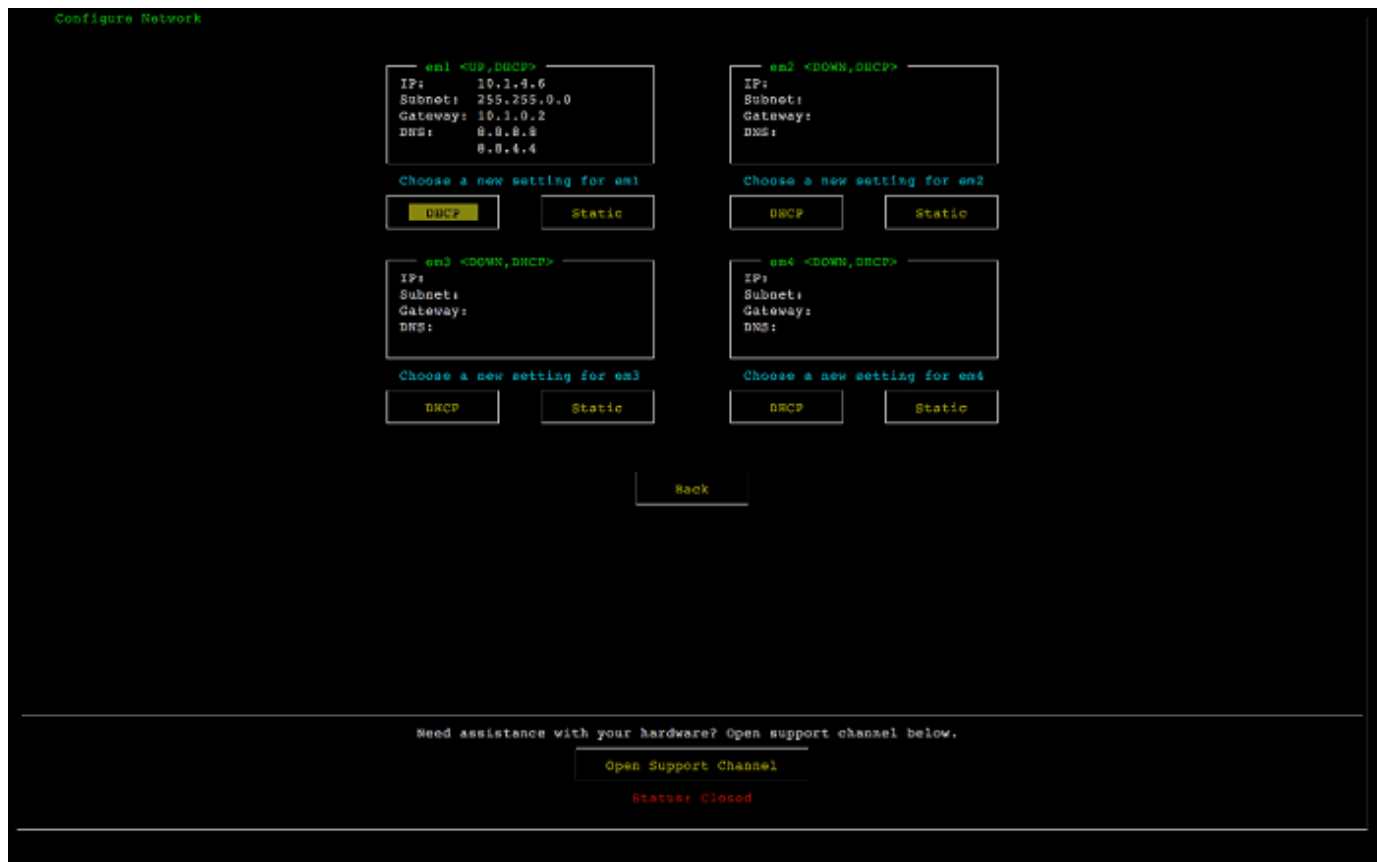 Configure Network
em1 <UP,DHCP>
IP: 10.1.4.6
Subnet: 255.255.0.0
Gateway: 10.1.0.2
DNS: 8.8.8.8
8.8.4.4
Choose a new setting for em1
DHCP
Static
em2 <DOWN,DHCP>
IP:
Subnet:
Gateway:
DNS:
Choose a new setting for em2
DHCP
Static
em3 <DOWN,DHCP>
IP:
Subnet:
Gateway:
DNS:
Choose a new setting for em3
DHCP
Static
em4 <DOWN,DHCP>
IP:
Subnet:
Gateway:
DNS:
Choose a new setting for em4
DHCP
Static
Back
Need assistance with your hardware? Open support channel below.
Open Support Channel
Status: Closed